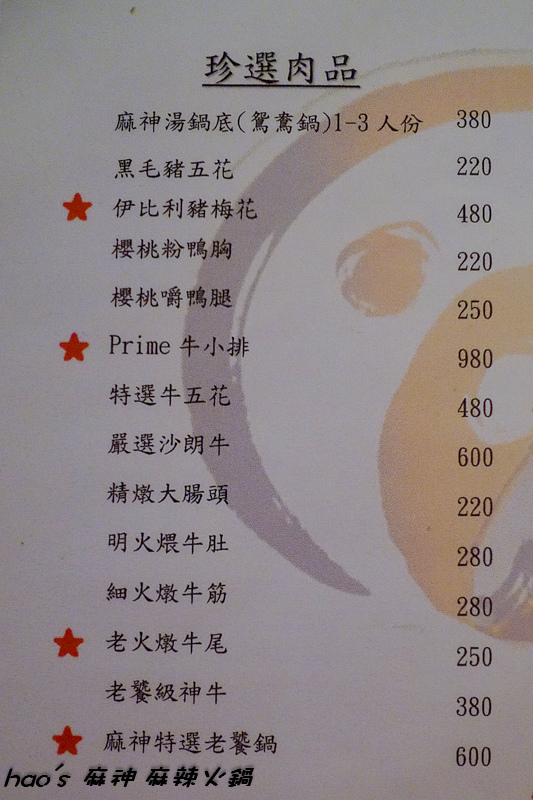 珍選肉品
麻神湯鍋底(鴛鴦鍋)1-3人份 380
黑毛豬五花 220
伊比利豬梅花 480
櫻桃粉鴨胸 220
櫻桃嚼鴨腿 250
Prime 牛小排 980
特選牛五花 480
嚴選沙朗牛 600
精燉大腸頭 220
明火煨牛肚 280
細火燉牛筋 280
老火燉牛尾 250
老饕級神牛 380
麻神特選老饕鍋 600
hao's 麻神 麻辣火鍋